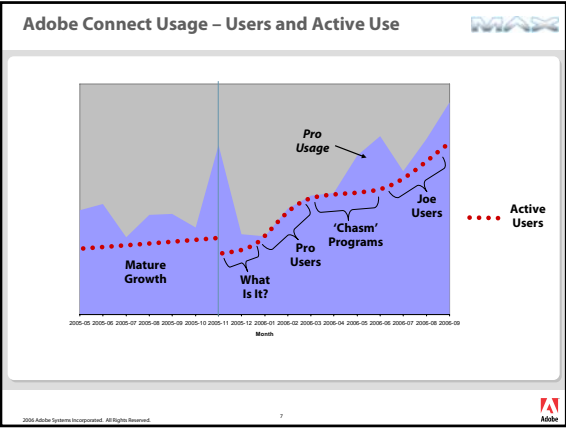 Adobe Connect Usage – Users and Active Use
MAX
Pro
Usage
Joe
Users
'Chasm'
Programs
Pro
Users
Mature
Growth
What
Is It?
Active
Users
2005-05 2005-06 2005-07 2005-08 2005-09 2005-10 2005-11 2005-12 2006-01 2006-02 2006-03 2006-04 2006-05 2006-06 2006-07 2006-08 2006-09
Month
2006 Adobe Systems Incorporated. All Rights Reserved.
7
Adobe